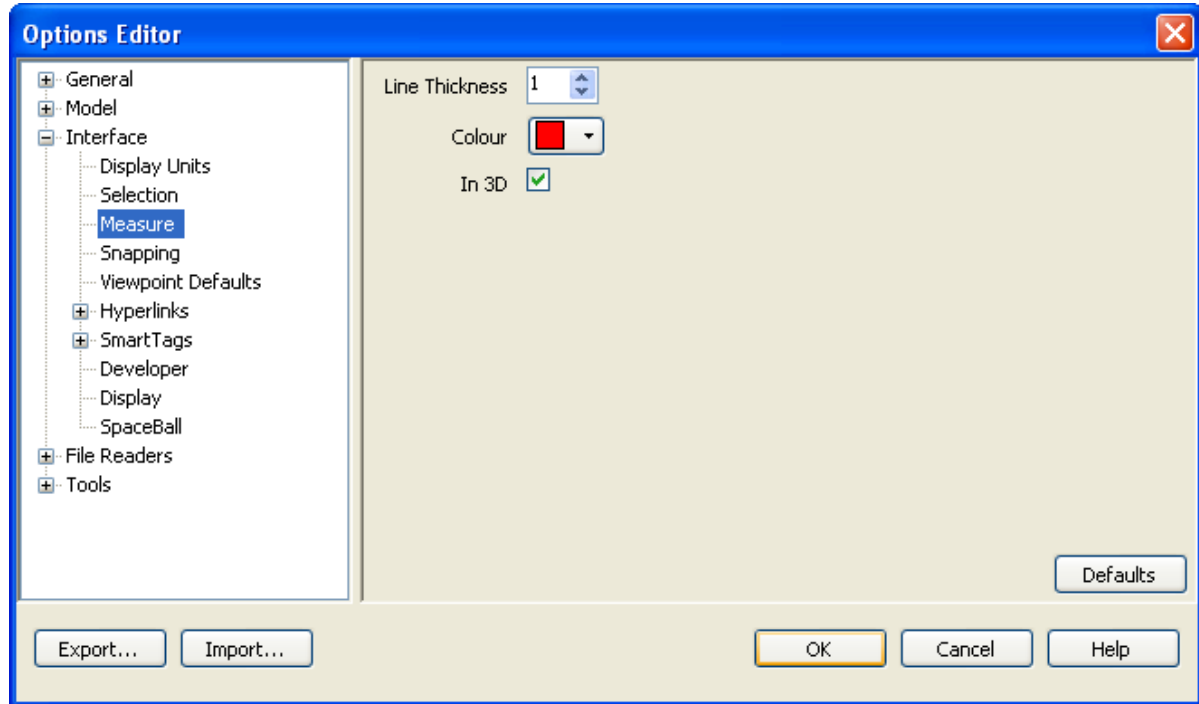 Options Editor
General
Model
Interface
Display Units
Selection
Measure
Snapping
Viewpoint Defaults
Hyperlinks
SmartTags
Developer
Display
SpaceBall
File Readers
Tools
Line Thickness 1
Colour
In 3D
Defaults
Export... Import... OK Cancel Help